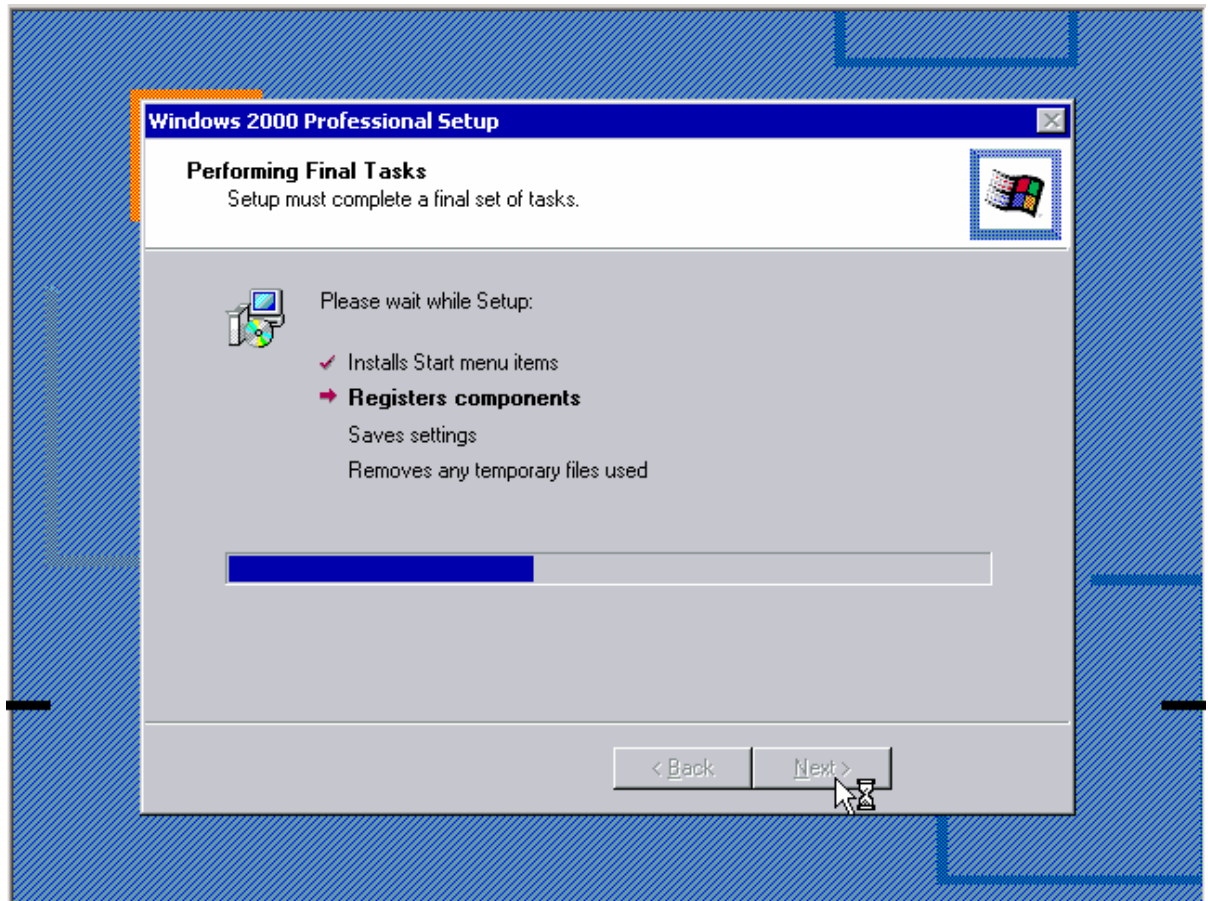 Windows 2000 Professional Setup
Performing Final Tasks
Setup must complete a final set of tasks.
Please wait while Setup:
Installs Start menu items
Registers components
Saves settings
Removes any temporary files used
< Back
Next >